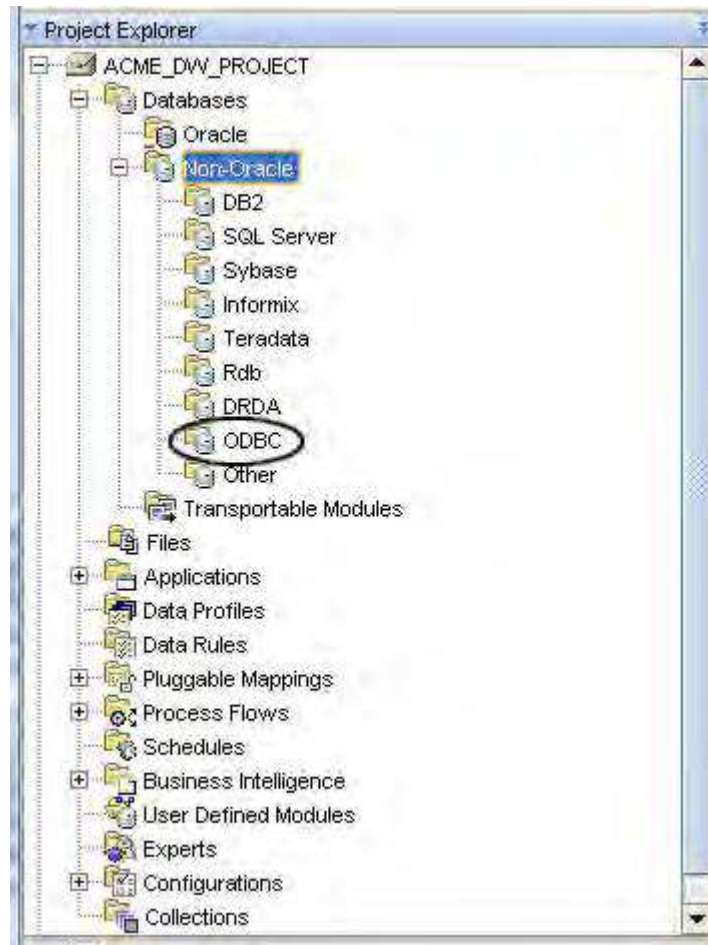 Project Explorer
ACME_DW_PROJECT
Databases
Oracle
Non-Oracle
DB2
SQL Server
Sybase
Informix
Teradata
Rdb
DRDA
ODBC
Other
Transportable Modules
Files
Applications
Data Profiles
Data Rules
Pluggable Mappings
Process Flows
Schedules
Business Intelligence
User Defined Modules
Experts
Configurations
Collections